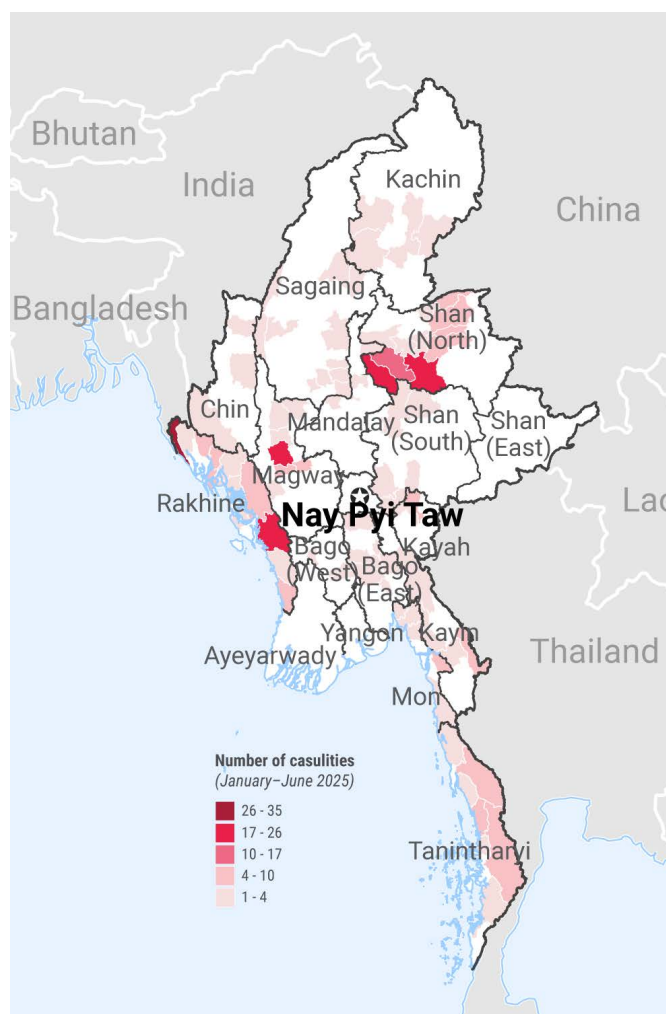 Bhutan
India
China
Kachin
Bangladesh
Sagaing
Shan
(North)
Chin
Mandalay
Shan
(South)
Shan
(East)
Magway
Rakhine
Nay Pyi Taw
Lao
Bago
(West)
Kayah
Bago
(East)
Yangon
Kayin
Ayeyarwady
Thailand
Mon
Number of casulities
(January–June 2025)
26 - 35
17 - 26
10 - 17
4 - 10
1 - 4
Tanintharyi